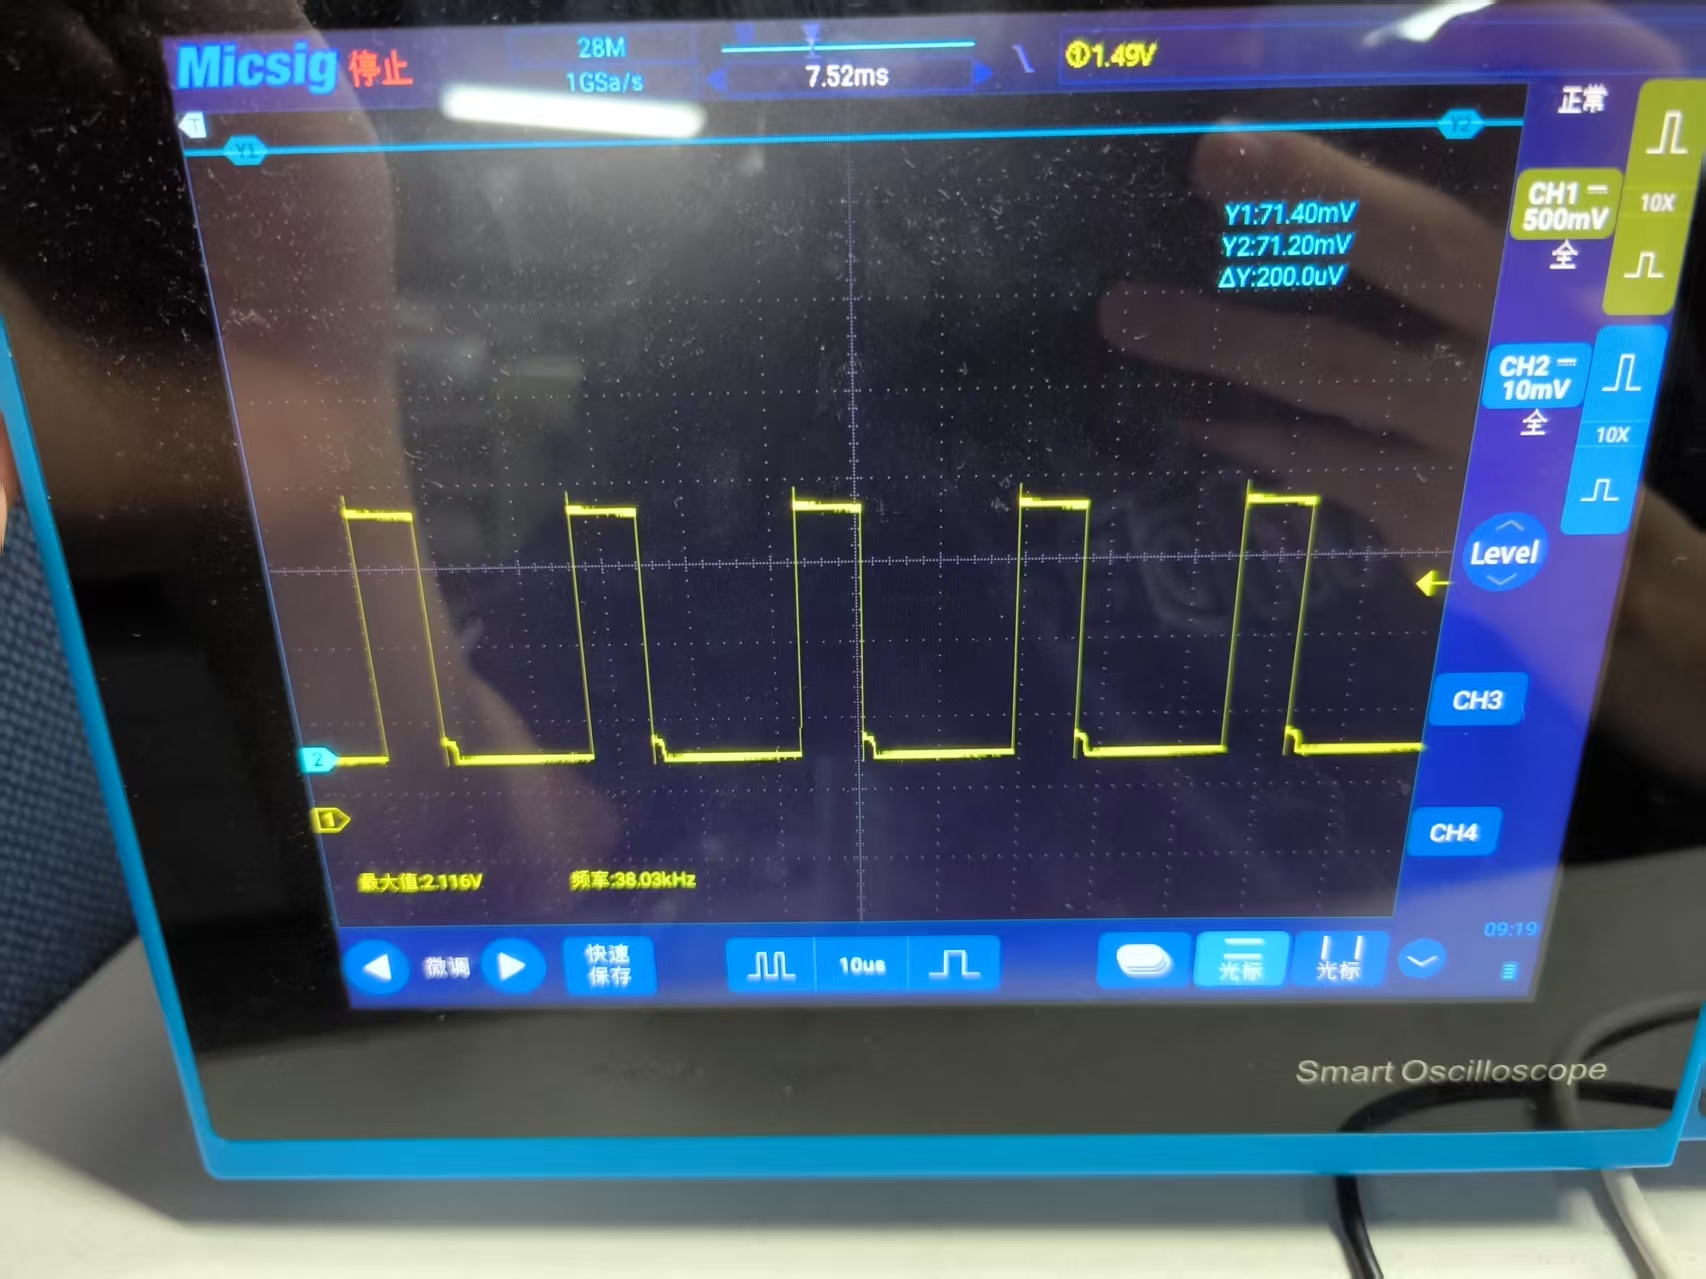 Micsig 停止
28M
1GSa/s
7.52ms
1 1.49V
正常
T
Y1
Y2
Y1:71.40mV
Y2:71.20mV
ΔY:200.0uV
CH1
500mV
全
10X
CH2
10mV
全
10X
Level
CH3
CH4
2
1
最大值:2.116V
频率:38.03kHz
微调
快速
保存
10us
光标
光标
09:19
Smart Oscilloscope